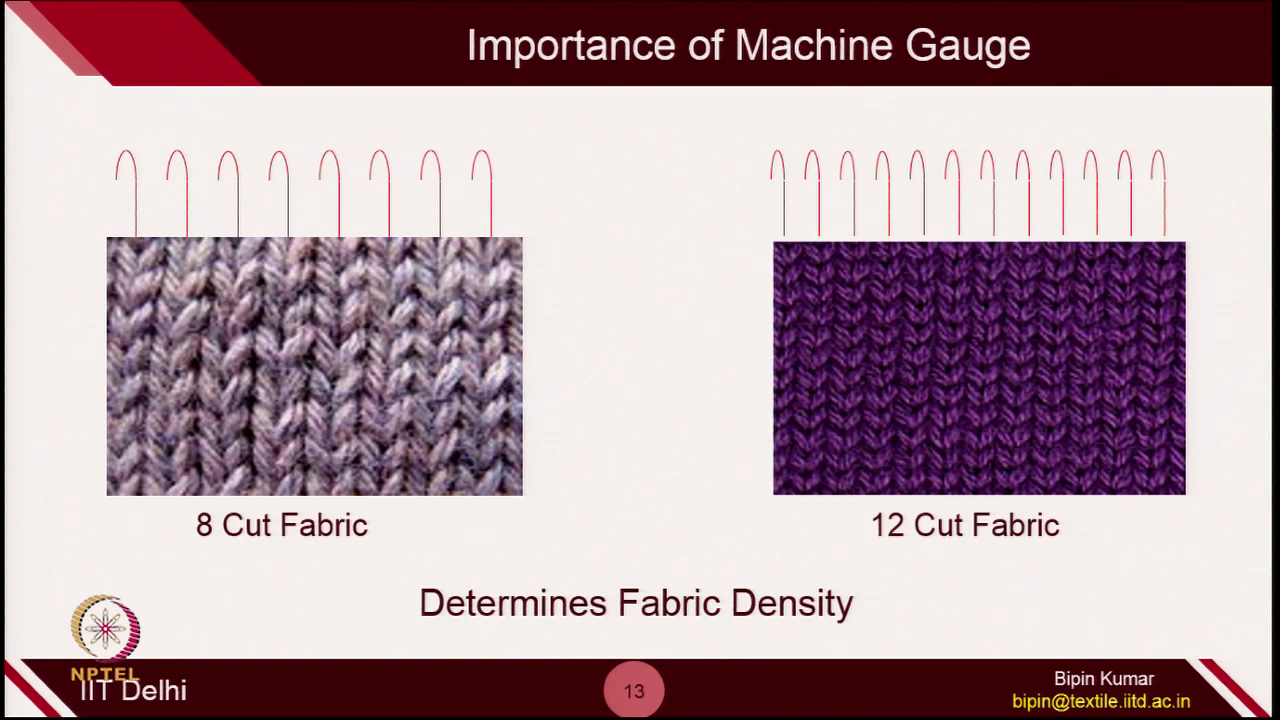 Importance of Machine Gauge
8 Cut Fabric
12 Cut Fabric
Determines Fabric Density
NPTEL
IIT Delhi
13
Bipin Kumar
bipin@textile.iitd.ac.in